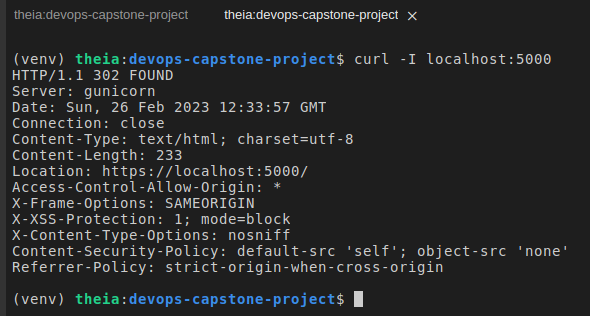 theia:devops-capstone-project theia:devops-capstone-project ×
(venv) theia:devops-capstone-project$ curl -I localhost:5000
HTTP/1.1 302 FOUND
Server: gunicorn
Date: Sun, 26 Feb 2023 12:33:57 GMT
Connection: close
Content-Type: text/html; charset=utf-8
Content-Length: 233
Location: https://localhost:5000/
Access-Control-Allow-Origin: *
X-Frame-Options: SAMEORIGIN
X-XSS-Protection: 1; mode=block
X-Content-Type-Options: nosniff
Content-Security-Policy: default-src 'self'; object-src 'none'
Referrer-Policy: strict-origin-when-cross-origin
(venv) theia:devops-capstone-project$